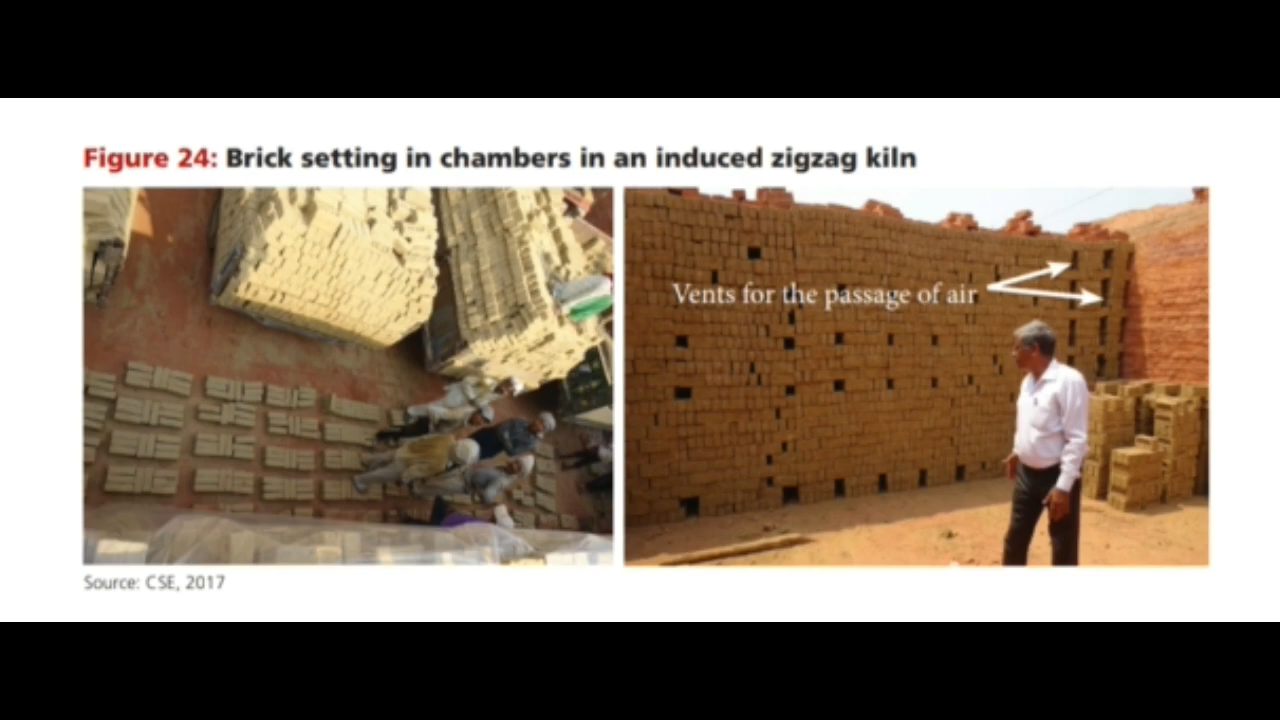 Figure 24: Brick setting in chambers in an induced zigzag kiln
Vents for the passage of air
Source: CSE, 2017